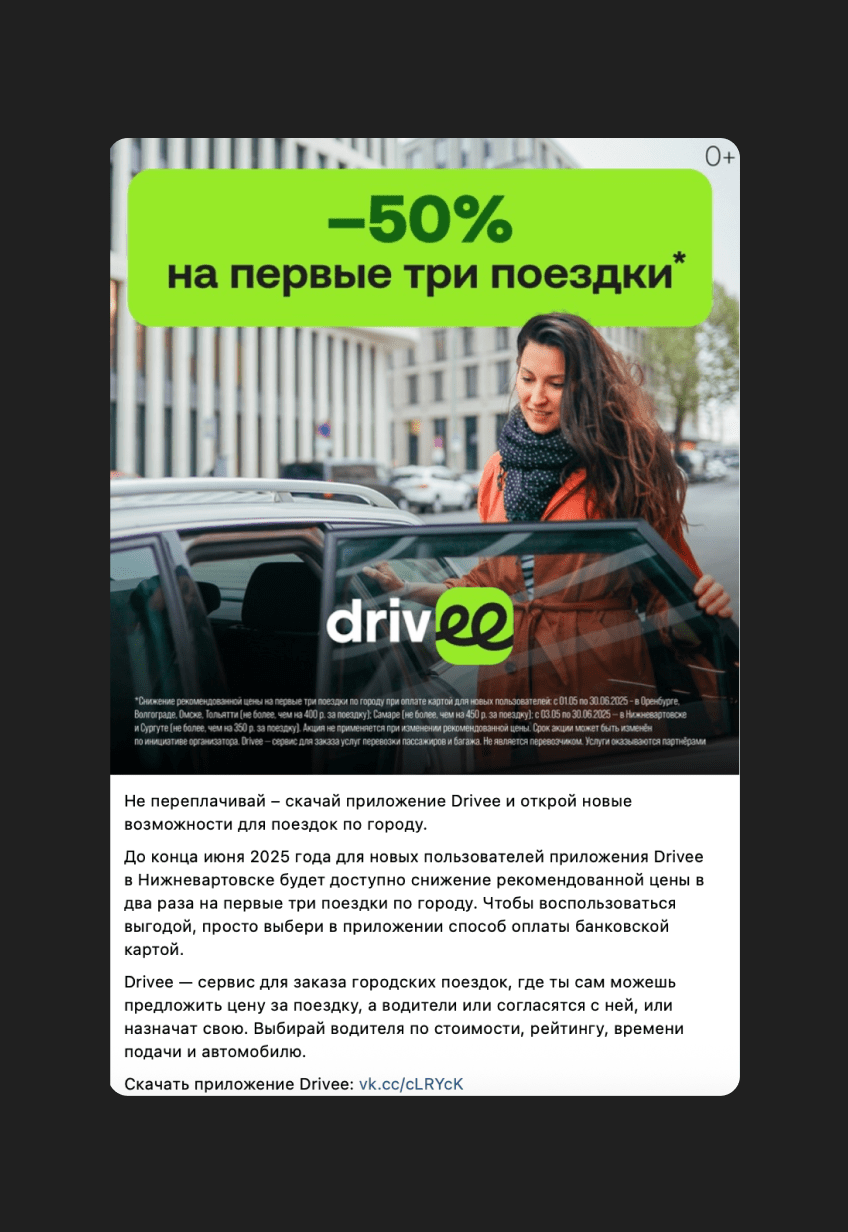 0+
–50%
на первые три поездки*
drivee
*Снижение рекомендованной цены на первые три поездки по городу при оплате картой для новых пользователей: с 01.05 по 30.06.2025 – в Оренбурге,
Волгограде, Омске, Тольятти (не более, чем на 400 р. за поездку); Самаре (не более, чем на 450 р. за поездку); с 03.05 по 30.06.2025 – в Нижневартовске
и Сургуте (не более, чем на 350 р. за поездку). Акция не применяется при изменении рекомендованной цены. Срок акции может быть изменён
по инициативе организатора. Drivee – сервис для заказа услуг перевозки пассажиров и багажа. Не является перевозчиком. Услуги оказываются партнёрами
Не переплачивай – скачай приложение Drivee и открой новые
возможности для поездок по городу.
До конца июня 2025 года для новых пользователей приложения Drivee
в Нижневартовске будет доступно снижение рекомендованной цены в
два раза на первые три поездки по городу. Чтобы воспользоваться
выгодой, просто выбери в приложении способ оплаты банковской
картой.
Drivee — сервис для заказа городских поездок, где ты сам можешь
предложить цену за поездку, а водители или согласятся с ней, или
назначат свою. Выбирай водителя по стоимости, рейтингу, времени
подачи и автомобилю.
Скачать приложение Drivee: vk.cc/cLRYcK